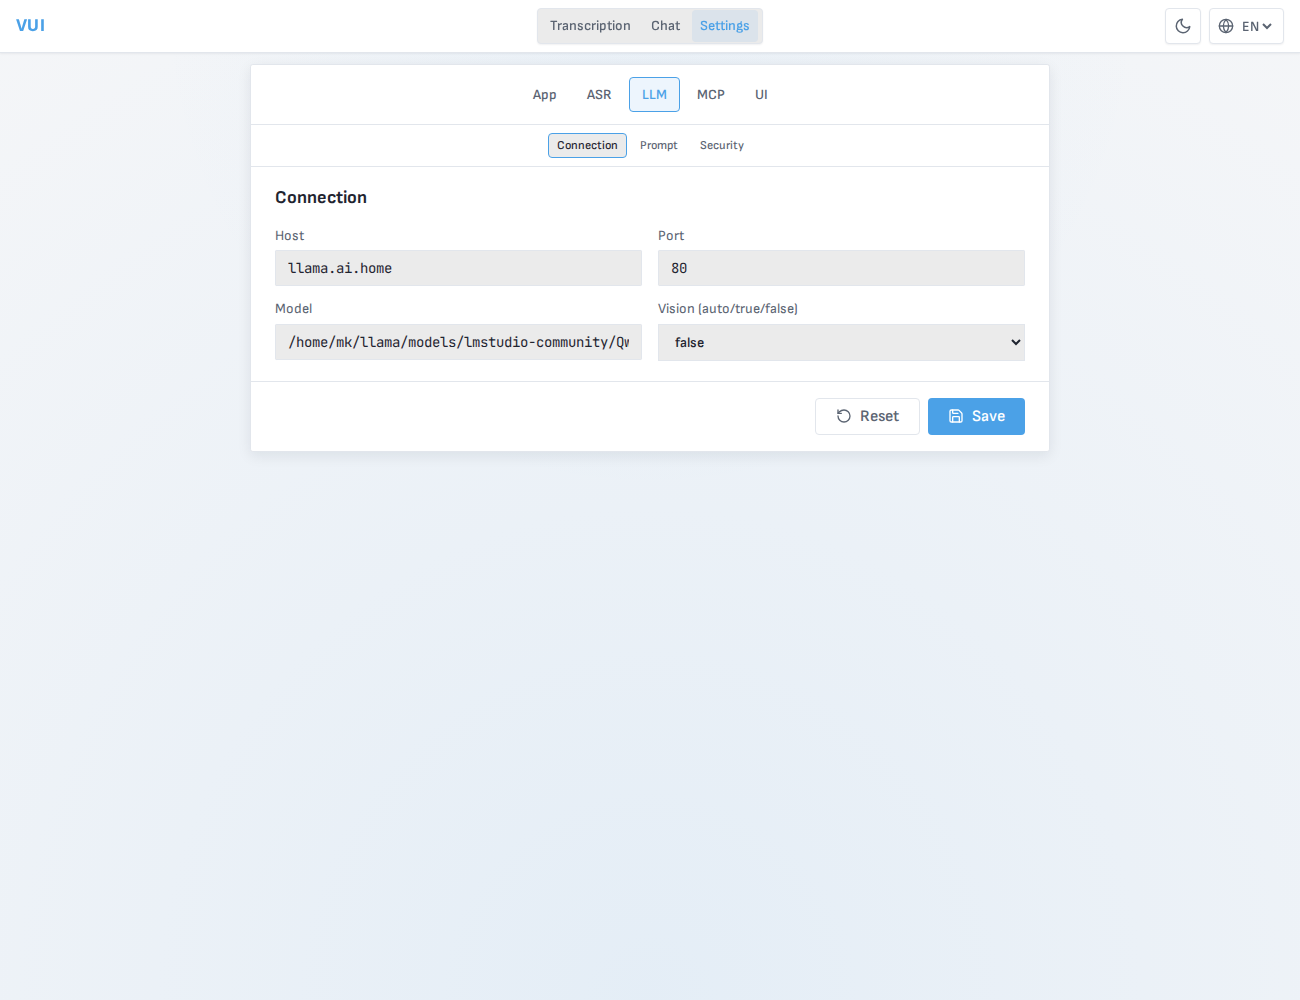 VUI
Transcription Chat Settings
EN
App ASR LLM MCP UI
Connection Prompt Security
Connection
Host Port
llama.ai.home 80
Model Vision (auto/true/false)
/home/mk/llama/models/lmstudio-community/Qw false
Reset Save